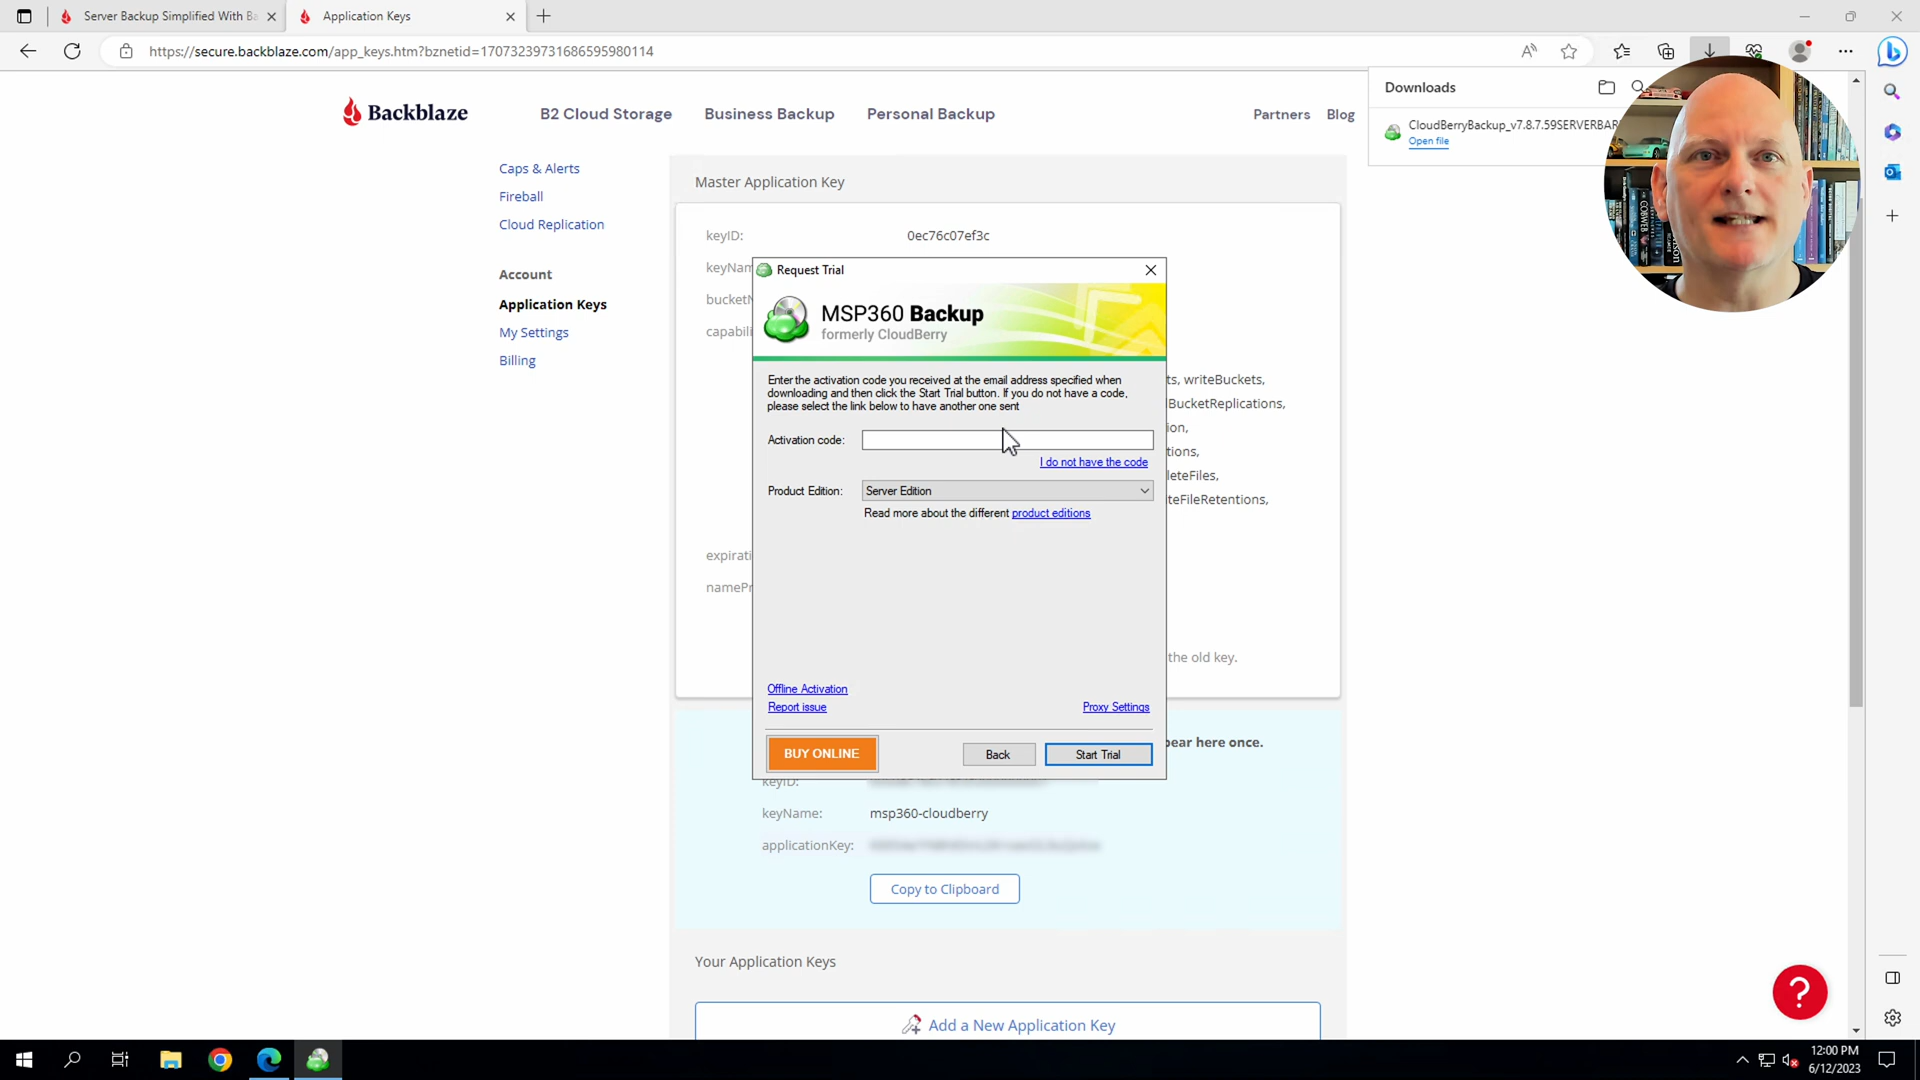 Server Backup Simplified With Ba
Application Keys
https://secure.backblaze.com/app_keys.htm?bznetid=17073239731686595980114
Downloads
CloudBerryBackup_v7.8.7.59SERVERBAR
Open file
Backblaze
B2 Cloud Storage
Business Backup
Personal Backup
Partners
Blog
Caps & Alerts
Fireball
Cloud Replication
Account
Application Keys
My Settings
Billing
Master Application Key
keyID: 0ec76c07ef3c
keyNam
bucketN
capabili
ts, writeBuckets,
BucketReplications,
ion,
tions,
leteFiles,
teFileRetentions,
expirati
namePr
the old key.
Request Trial
MSP360 Backup
formerly CloudBerry
Enter the activation code you received at the email address specified when
downloading and then click the Start Trial button. If you do not have a code,
please select the link below to have another one sent
Activation code:
I do not have the code
Product Edition: Server Edition
Read more about the different product editions
Offline Activation
Report issue
Proxy Settings
BUY ONLINE
Back
Start Trial
pear here once.
keyID:
keyName: msp360-cloudberry
applicationKey:
Copy to Clipboard
Your Application Keys
Add a New Application Key
?
12:00 PM
6/12/2023